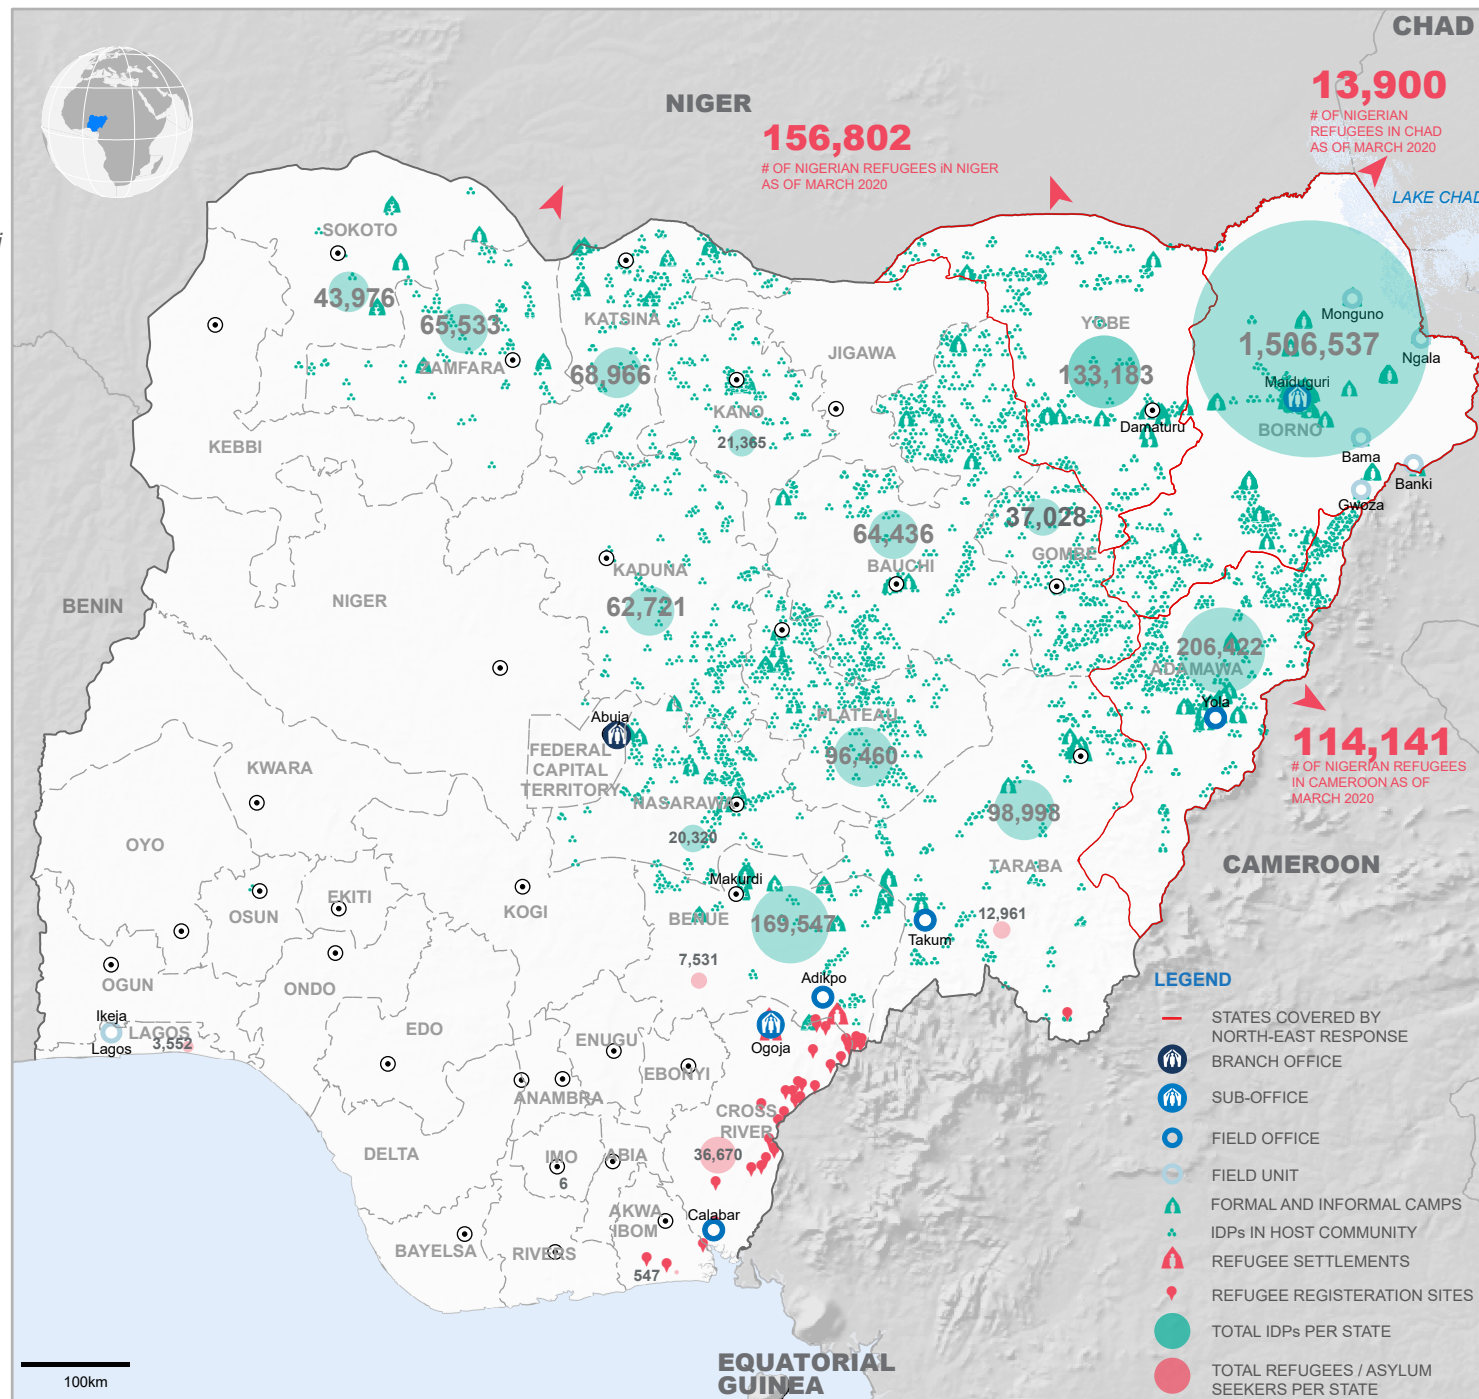 CHAD
13,900
# OF NIGERIAN
REFUGEES IN CHAD
AS OF MARCH 2020
NIGER
156,802
# OF NIGERIAN REFUGEES iN NIGER
AS OF MARCH 2020
LAKE CHAD
SOKOTO
43,976
65,533
ZAMFARA
KATSINA
68,966
KANO
21,365
JIGAWA
YOBE
133,183
Damaturu
Monguno
1,506,537
Ngala
Maiduguri
BORNO
Bama
Banki
Gwoza
KEBBI
64,436
BAUCHI
37,028
GOMBE
KADUNA
62,721
NIGER
BENIN
206,422
ADAMAWA
Yola
114,141
# OF NIGERIAN REFUGEES
IN CAMEROON AS OF
MARCH 2020
Abuja
FEDERAL
CAPITAL
TERRITORY
PLATEAU
96,460
KWARA
NASARAWA
20,320
98,998
TARABA
CAMEROON
OYO
OSUN
EKITI
KOGI
Makurdi
BENUE
169,547
7,531
Takum
12,961
Adikpo
OGUN
ONDO
Ikeja
LAGOS
Lagos
3,552
EDO
ENUGU
EBONYI
Ogoja
ANAMBRA
CROSS
RIVER
36,670
DELTA
IMO
6
ABIA
AKWA
IBOM
Calabar
547
BAYELSA
RIVERS
LEGEND
STATES COVERED BY
NORTH-EAST RESPONSE
BRANCH OFFICE
SUB-OFFICE
FIELD OFFICE
FIELD UNIT
FORMAL AND INFORMAL CAMPS
IDPs IN HOST COMMUNITY
REFUGEE SETTLEMENTS
REFUGEE REGISTERATION SITES
TOTAL IDPs PER STATE
TOTAL REFUGEES / ASYLUM
SEEKERS PER STATE
100km
EQUATORIAL
GUINEA